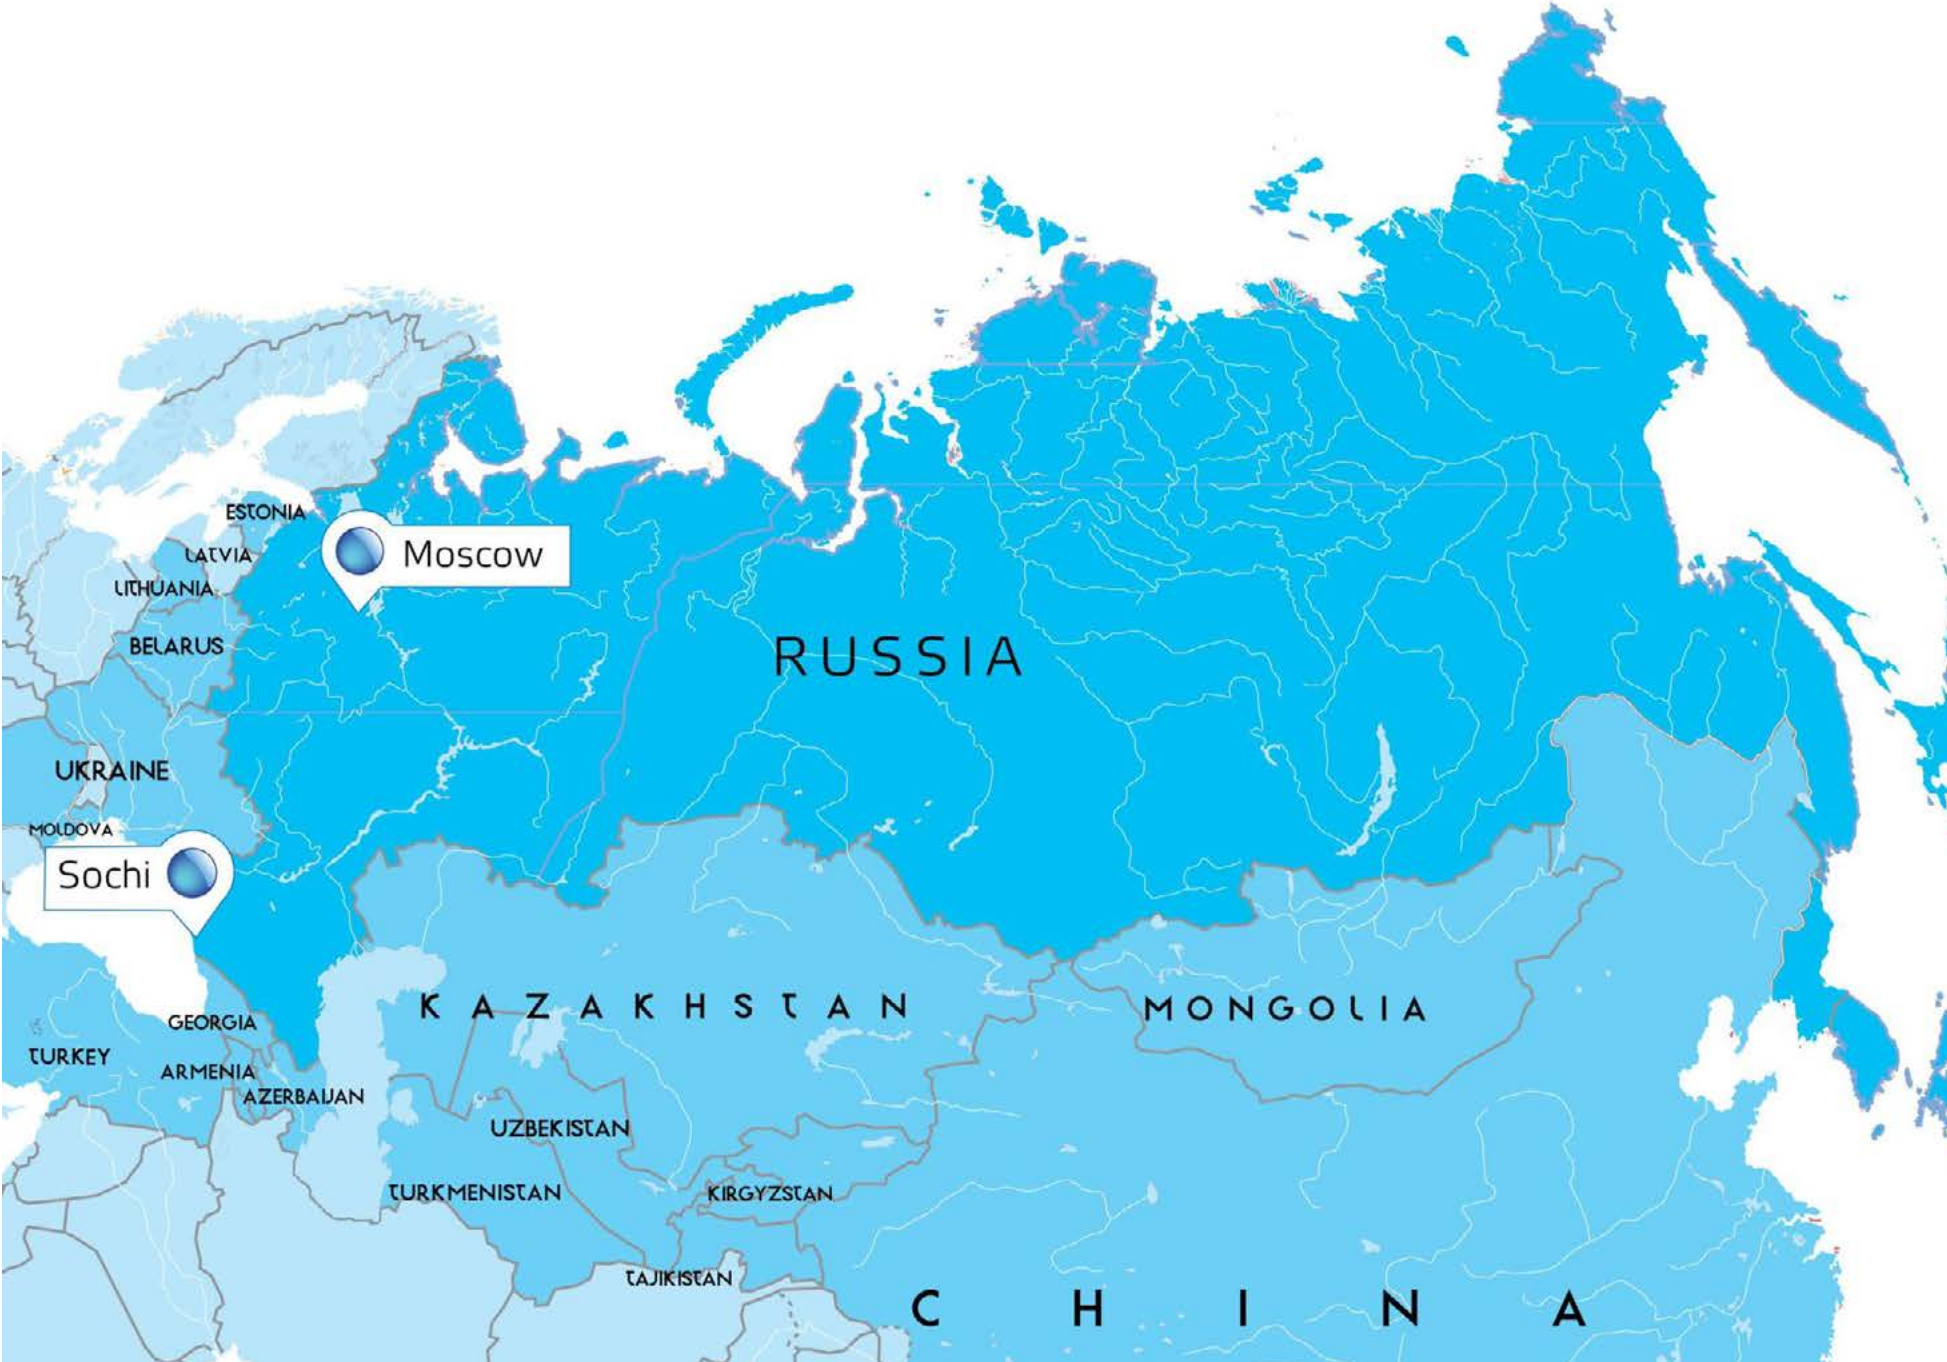 ESTONIA
LATVIA
Moscow
LITHUANIA
BELARUS
RUSSIA
UKRAINE
MOLDOVA
Sochi
KAZAKHSTAN
MONGOLIA
GEORGIA
TURKEY
ARMENIA
AZERBAIJAN
UZBEKISTAN
TURKMENISTAN
KIRGYZSTAN
TAJIKISTAN
CHINA